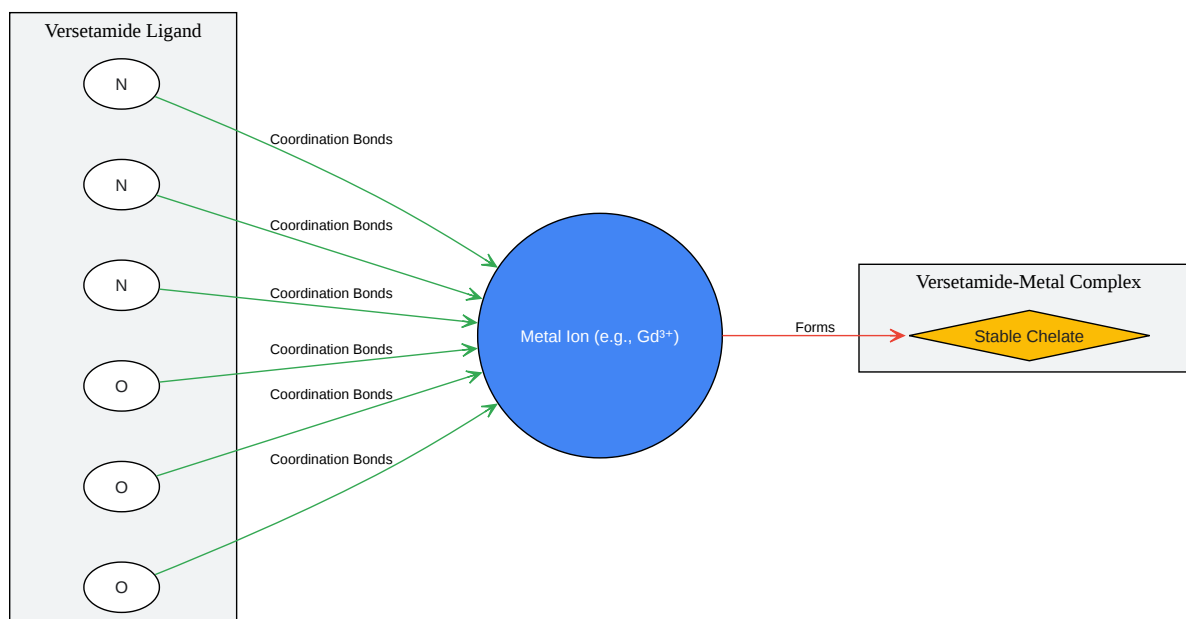 Versetamide Ligand
N
Coordination Bonds
N
Coordination Bonds
N
Coordination Bonds
O
Coordination Bonds
O
Coordination Bonds
O
Coordination Bonds
Metal Ion (e.g., Gd³⁺)
Forms
Versetamide-Metal Complex
Stable Chelate